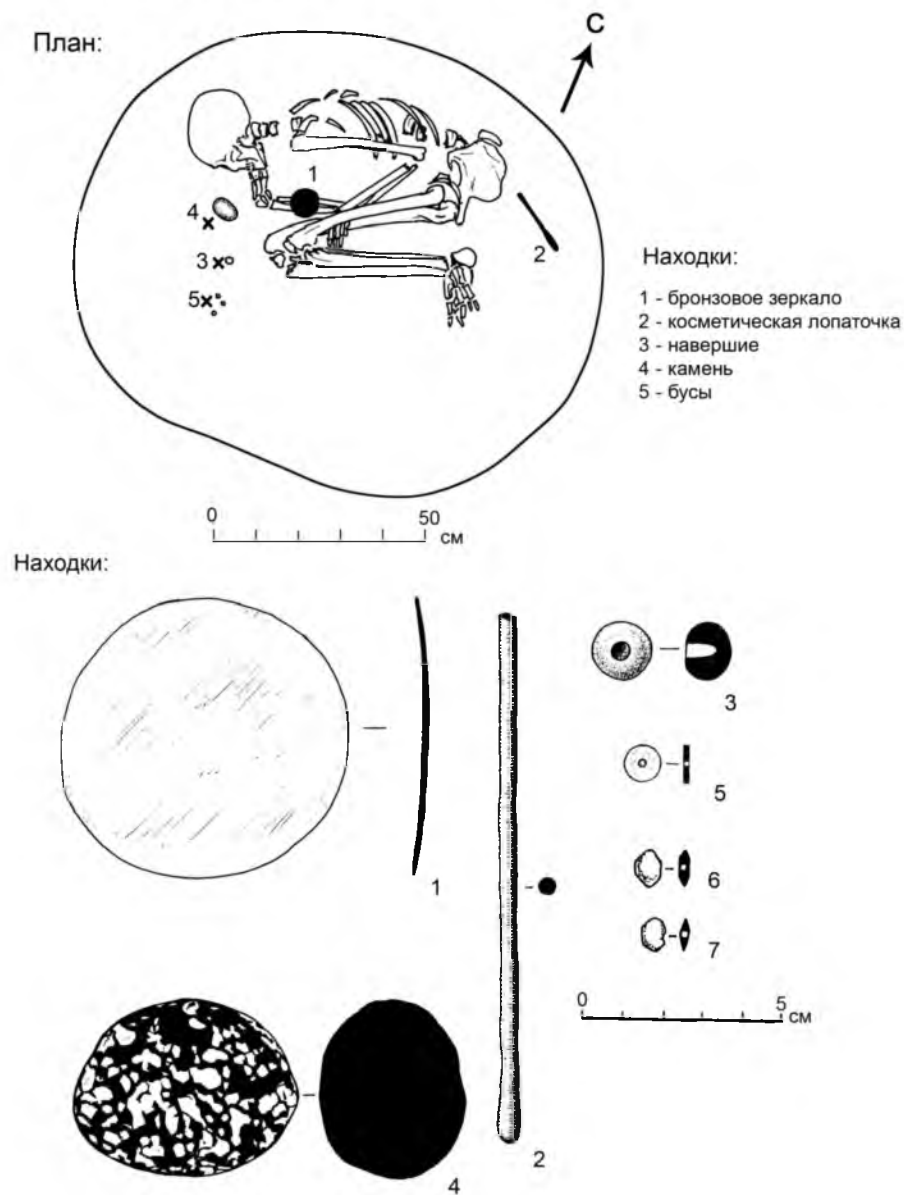 План:
С
1
4
3
5
2
Находки:
1 - бронзовое зеркало
2 - косметическая лопаточка
3 - навершие
4 - камень
5 - бусы
0 50
см
Находки:
3
5
1
6
7
0 5
см
2
4